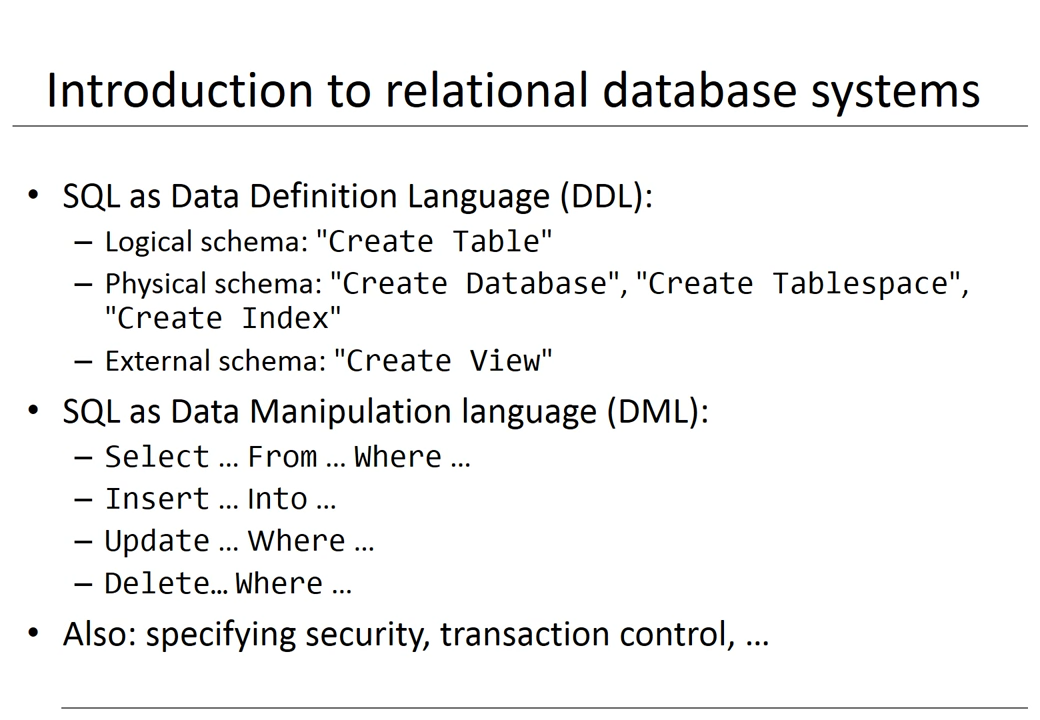 Introduction to relational database systems
• SQL as Data Definition Language (DDL):
– Logical schema: "Create Table"
– Physical schema: "Create Database", "Create Tablespace",
"Create Index"
– External schema: "Create View"
• SQL as Data Manipulation language (DML):
– Select … From … Where …
– Insert … Into …
– Update … Where …
– Delete… Where …
• Also: specifying security, transaction control, …